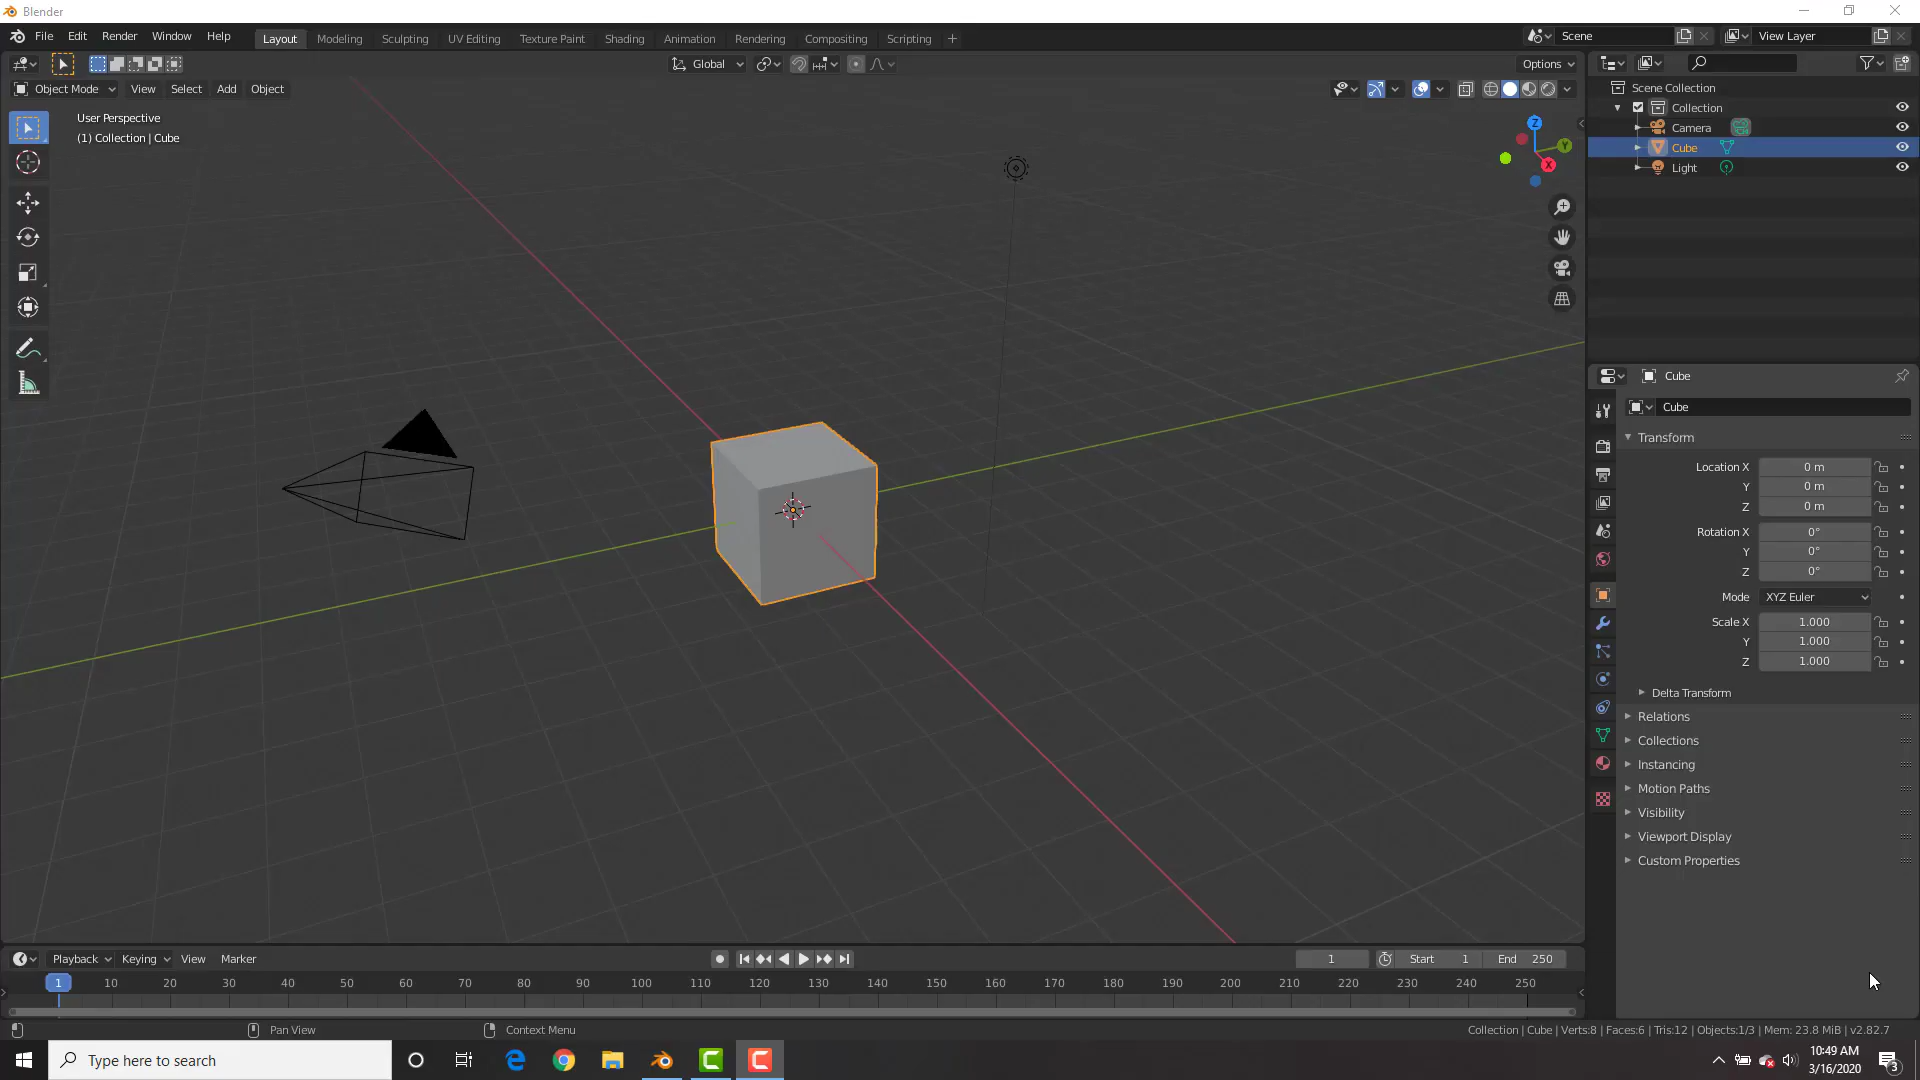 Blender
File Edit Render Window Help Layout Modeling Sculpting UV Editing Texture Paint Shading Animation Rendering Compositing Scripting + Scene View Layer
Global Options
Object Mode View Select Add Object
User Perspective
(1) Collection | Cube
Z
Y
X
Scene Collection
Collection
Camera
Cube
Light
Cube
Cube
Transform
Location X 0 m
Y 0 m
Z 0 m
Rotation X 0°
Y 0°
Z 0°
Mode XYZ Euler
Scale X 1.000
Y 1.000
Z 1.000
Delta Transform
Relations
Collections
Instancing
Motion Paths
Visibility
Viewport Display
Custom Properties
Playback Keying View Marker 1 Start 1 End 250
1 10 20 30 40 50 60 70 80 90 100 110 120 130 140 150 160 170 180 190 200 210 220 230 240 250
Pan View Context Menu Collection | Cube | Verts:8 | Faces:6 | Tris:12 | Objects:1/3 | Mem: 23.8 MiB | v2.82.7
Type here to search
10:49 AM
3/16/2020
3